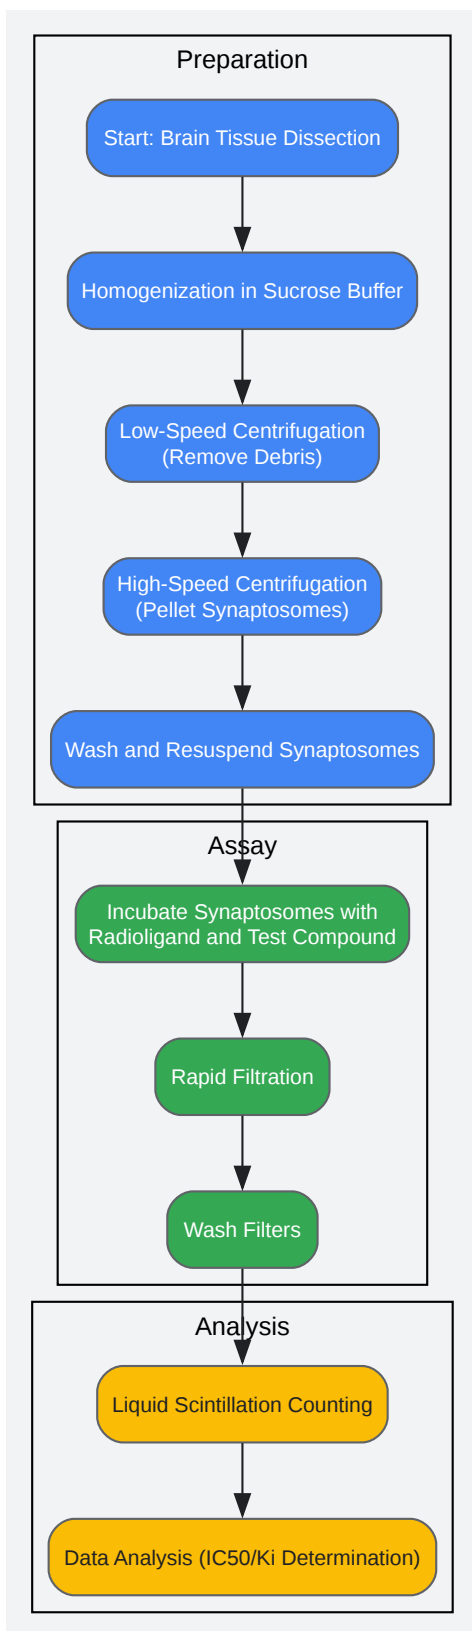 Preparation
Start: Brain Tissue Dissection
Homogenization in Sucrose Buffer
Low-Speed Centrifugation
(Remove Debris)
High-Speed Centrifugation
(Pellet Synaptosomes)
Wash and Resuspend Synaptosomes
Assay
Incubate Synaptosomes with
Radioligand and Test Compound
Rapid Filtration
Wash Filters
Analysis
Liquid Scintillation Counting
Data Analysis (IC50/Ki Determination)